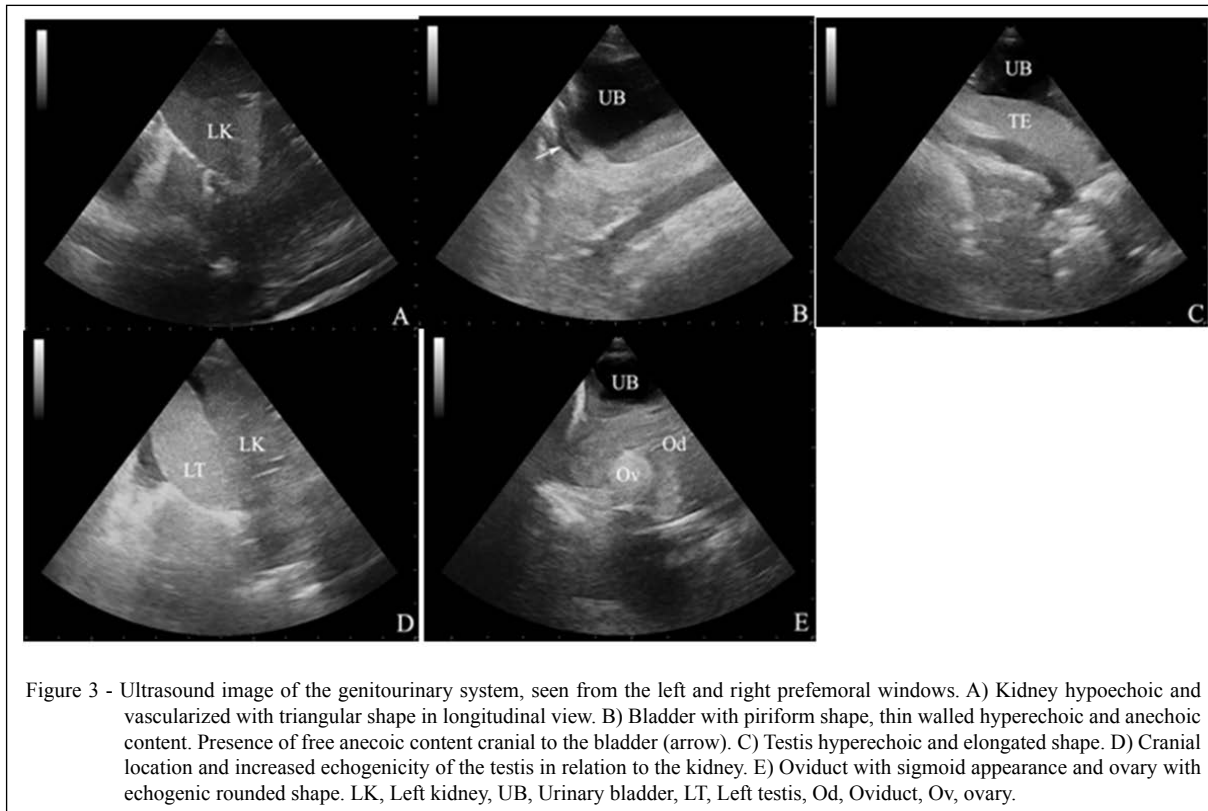 LK
A
UB
B
UB
TE
C
LK
LT
D
UB
Od
Ov
E
Figure 3 - Ultrasound image of the genitourinary system, seen from the left and right prefemoral windows. A) Kidney hypoechoic and
vascularized with triangular shape in longitudinal view. B) Bladder with piriform shape, thin walled hyperechoic and anechoic
content. Presence of free anecoic content cranial to the bladder (arrow). C) Testis hyperechoic and elongated shape. D) Cranial
location and increased echogenicity of the testis in relation to the kidney. E) Oviduct with sigmoid appearance and ovary with
echogenic rounded shape. LK, Left kidney, UB, Urinary bladder, LT, Left testis, Od, Oviduct, Ov, ovary.